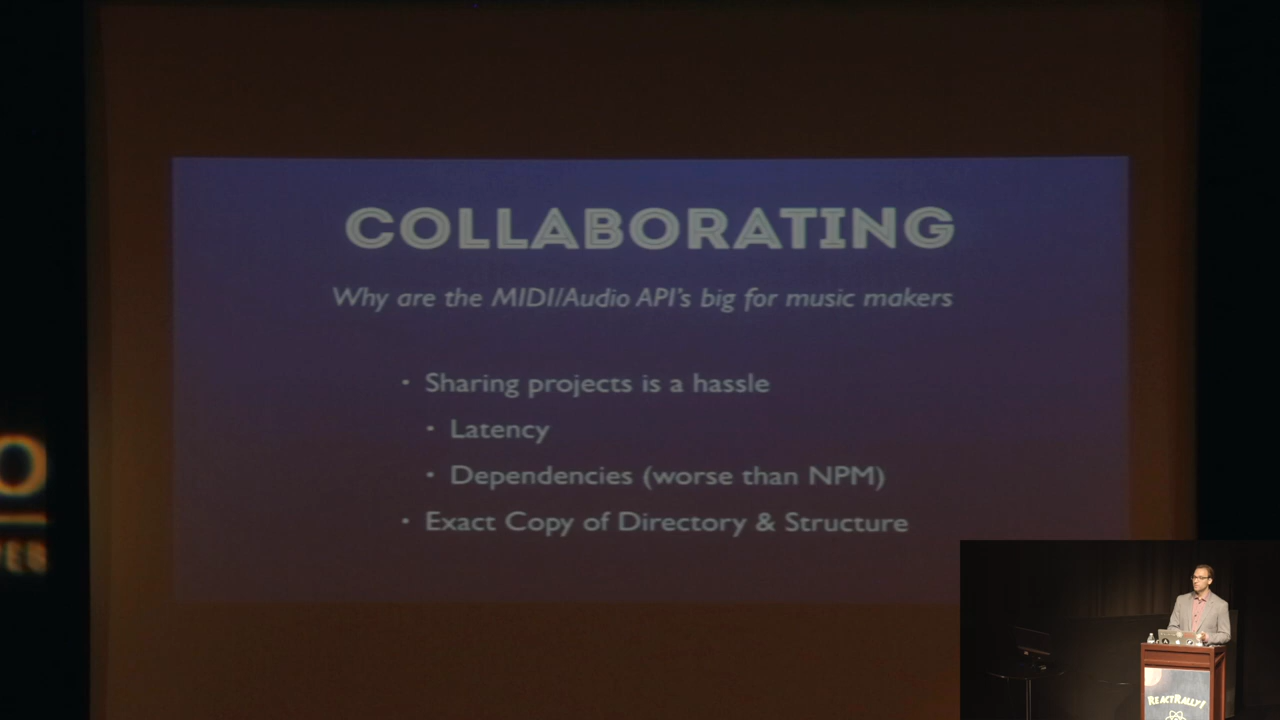 COLLABORATING
Why are the MIDI/Audio API's big for music makers
• Sharing projects is a hassle
• Latency
• Dependencies (worse than NPM)
• Exact Copy of Directory & Structure
REACTRALLY!